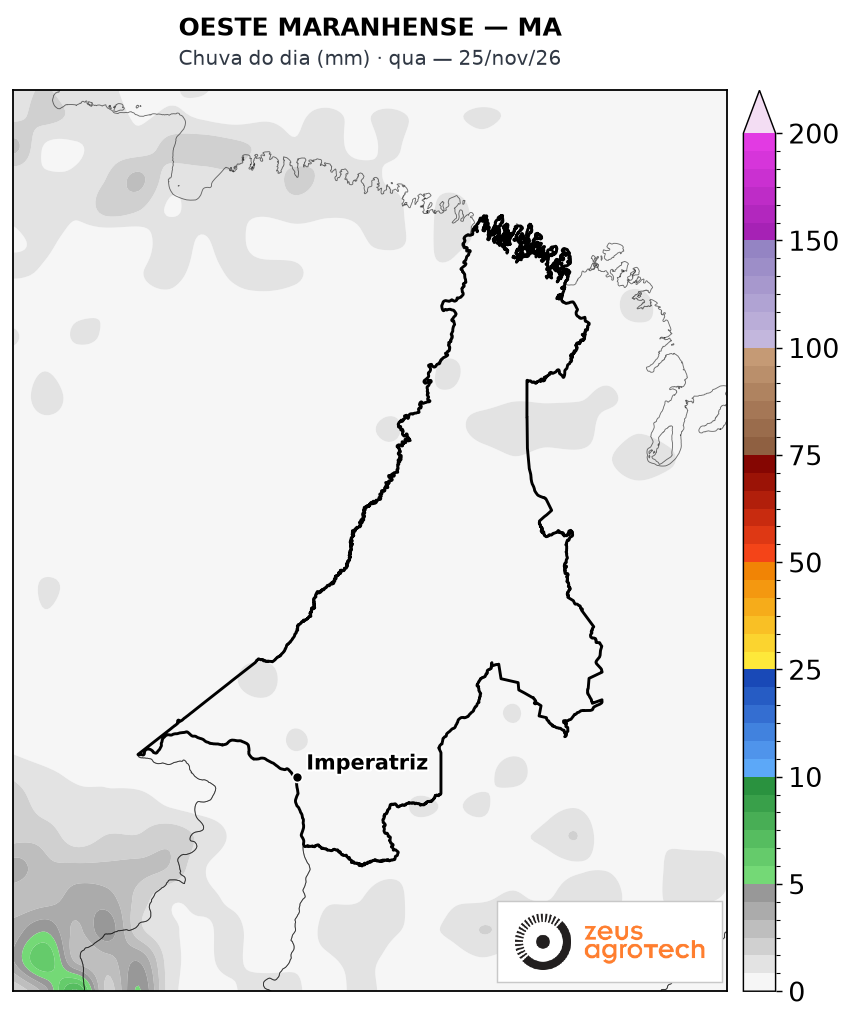 OESTE MARANHENSE — MA
Chuva do dia (mm) · qua — 25/nov/26
200
150
100
75
50
25
10
5
0
Imperatriz
zeus
agrotech